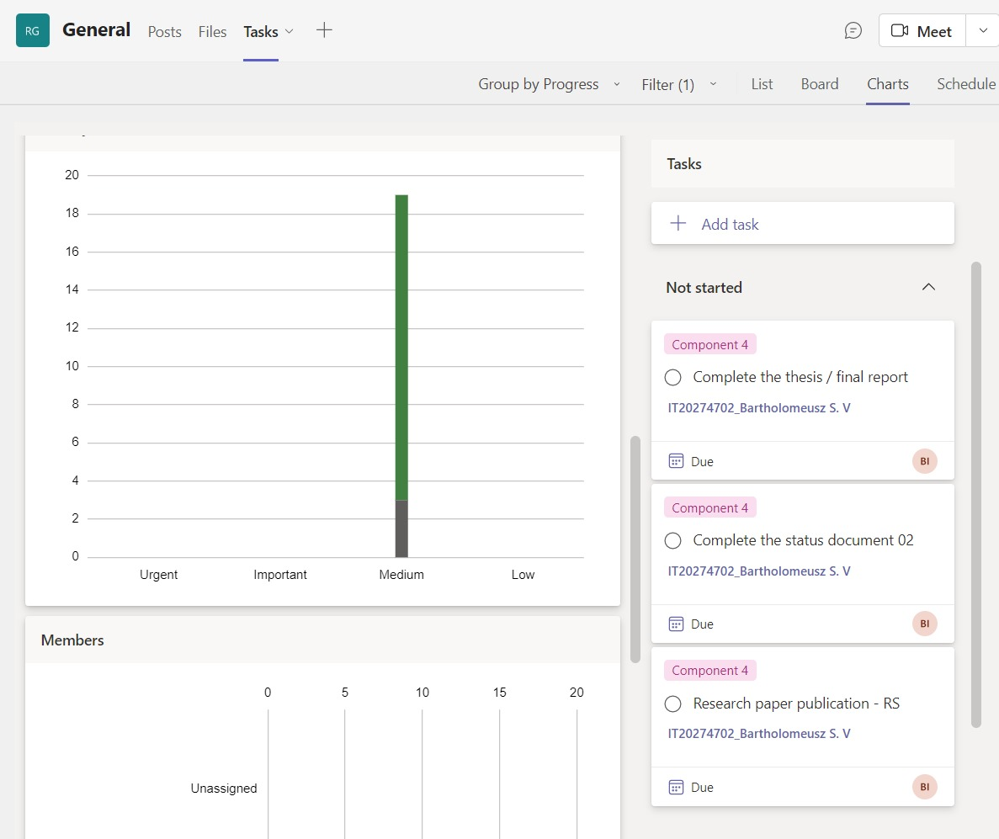 RG General Posts Files Tasks Meet
Group by Progress Filter (1) List Board Charts Schedule
20
18
16
14
12
10
8
6
4
2
0
Urgent Important Medium Low
Members
0 5 10 15 20
Unassigned
Tasks
Add task
Not started
Component 4
Complete the thesis / final report
IT20274702_Bartholomeusz S. V
Due BI
Component 4
Complete the status document 02
IT20274702_Bartholomeusz S. V
Due BI
Component 4
Research paper publication - RS
IT20274702_Bartholomeusz S. V
Due BI